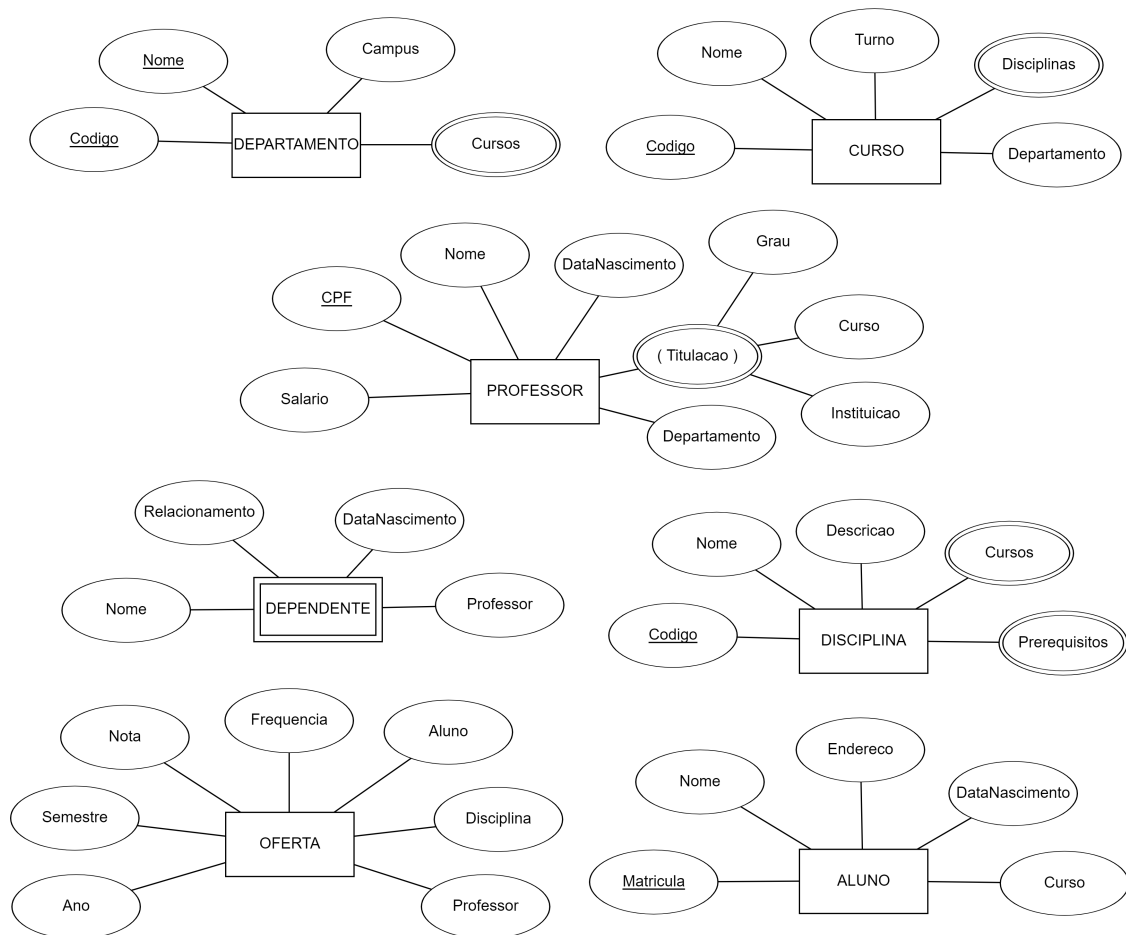 Nome
Campus
Codigo
DEPARTAMENTO
Cursos
Nome
Turno
Disciplinas
Codigo
CURSO
Departamento
CPF
Nome
DataNascimento
Grau
Salario
PROFESSOR
( Titulacao )
Curso
Instituicao
Departamento
Relacionamento
DataNascimento
Nome
DEPENDENTE
Professor
Nome
Descricao
Cursos
Codigo
DISCIPLINA
Prerequisitos
Nota
Frequencia
Aluno
Semestre
OFERTA
Disciplina
Ano
Professor
Nome
Endereco
DataNascimento
Matricula
ALUNO
Curso